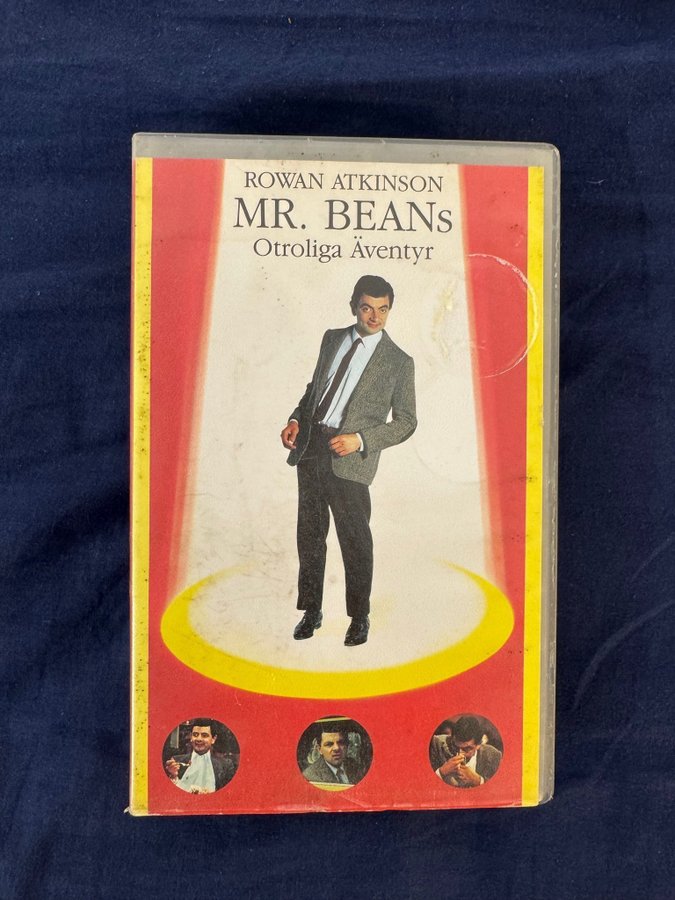 ROWAN ATKINSON
MR. BEANs
Otroliga Äventyr